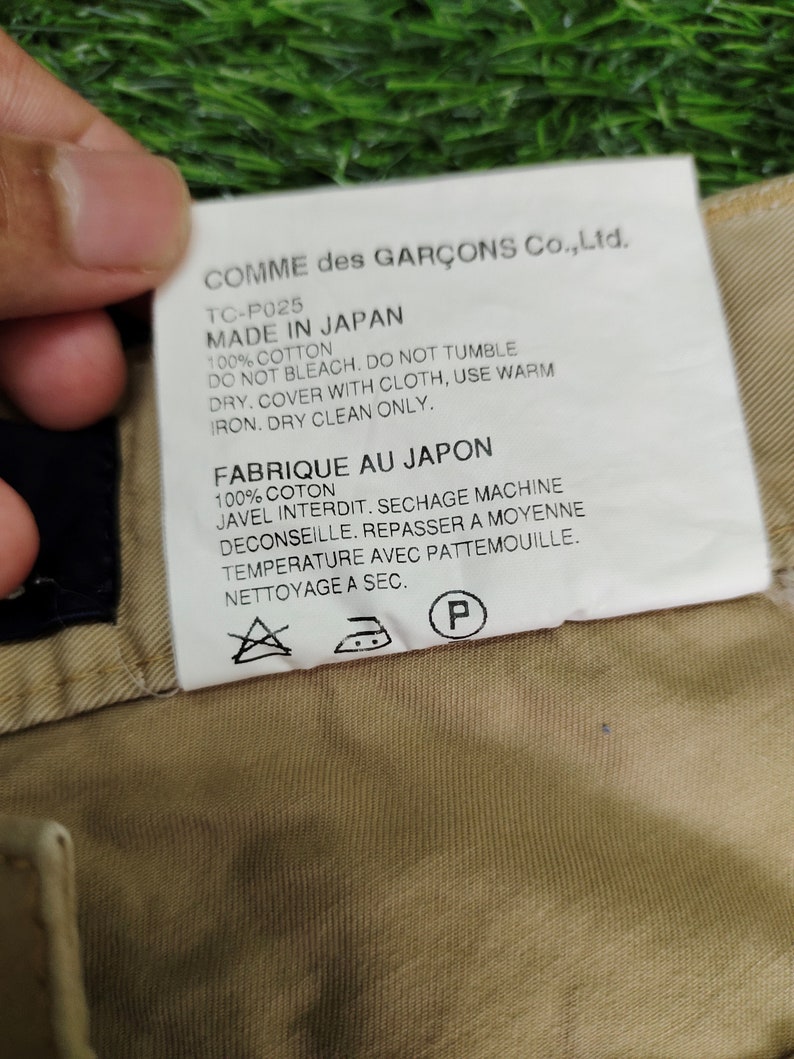 COMME des GARÇONS Co.,Ltd.
TC-P025
MADE IN JAPAN
100% COTTON
DO NOT BLEACH. DO NOT TUMBLE
DRY. COVER WITH CLOTH, USE WARM
IRON. DRY CLEAN ONLY.
FABRIQUE AU JAPON
100% COTON
JAVEL INTERDIT. SECHAGE MACHINE
DECONSEILLE. REPASSER A MOYENNE
TEMPERATURE AVEC PATTEMOUILLE.
NETTOYAGE A SEC.
P